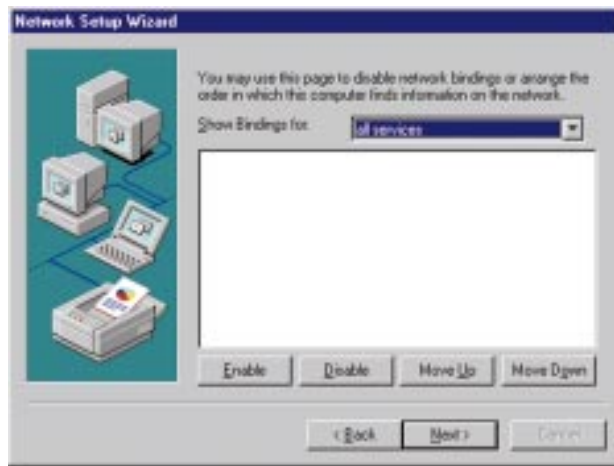 Network Setup Wizard
You may use this page to disable network bindings or arrange the
order in which this computer finds information on the network.
Show Bindings for:
all services
Enable
Disable
Move Up
Move Down
< Back
Next >
Cancel